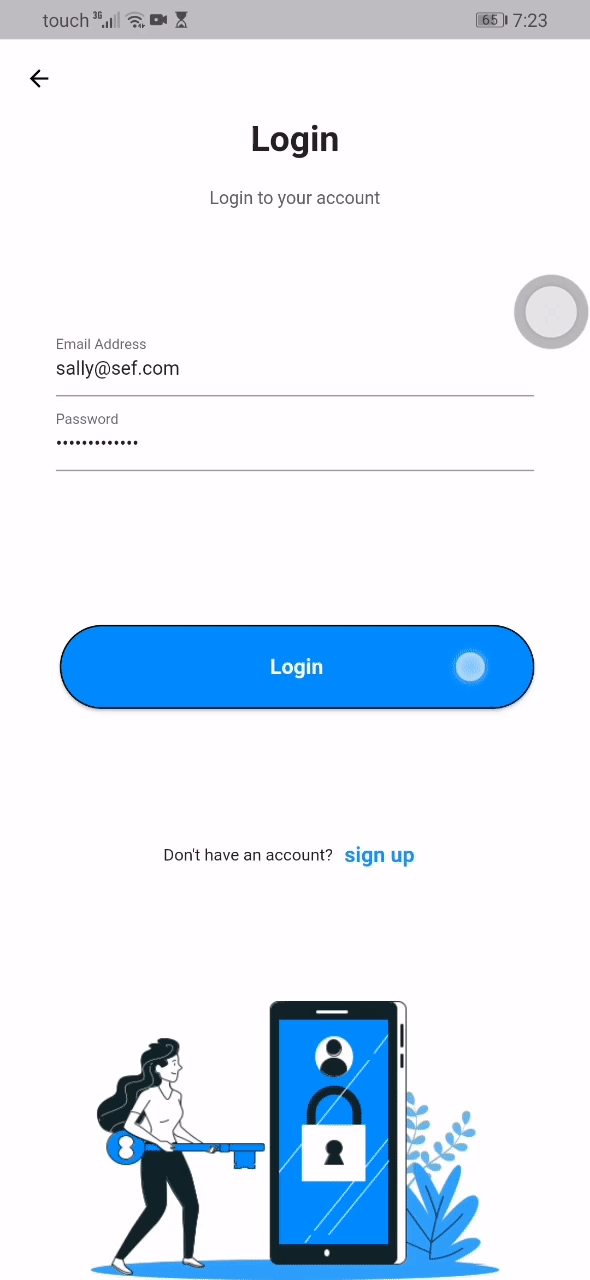 touch 3G 65 7:23
Login
Login to your account
Email Address
sally@sef.com
Password
•••••••••••••
Login
Don't have an account? sign up